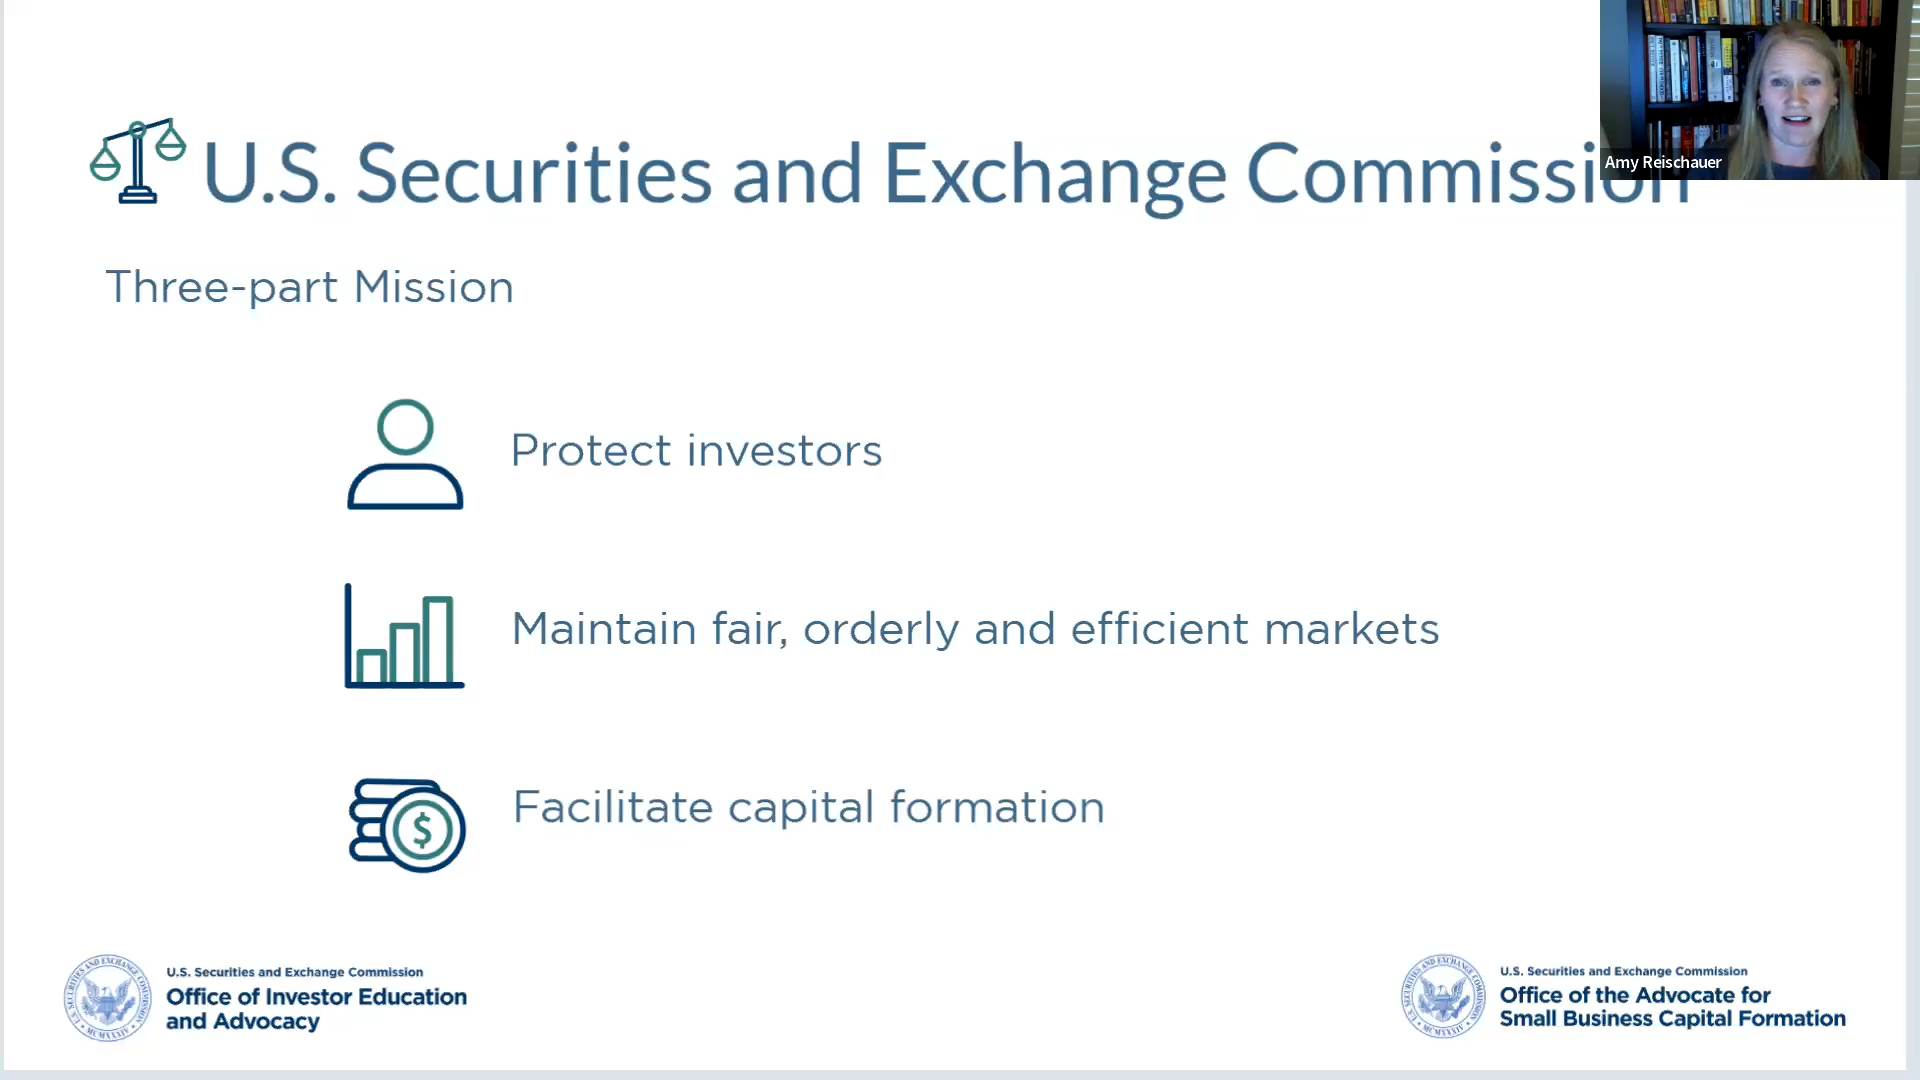 U.S. Securities and Exchange Commission
Amy Reischauer
Three-part Mission
Protect investors
Maintain fair, orderly and efficient markets
Facilitate capital formation
$
U.S. Securities and Exchange Commission
Office of Investor Education
and Advocacy
U.S. Securities and Exchange Commission
Office of the Advocate for
Small Business Capital Formation